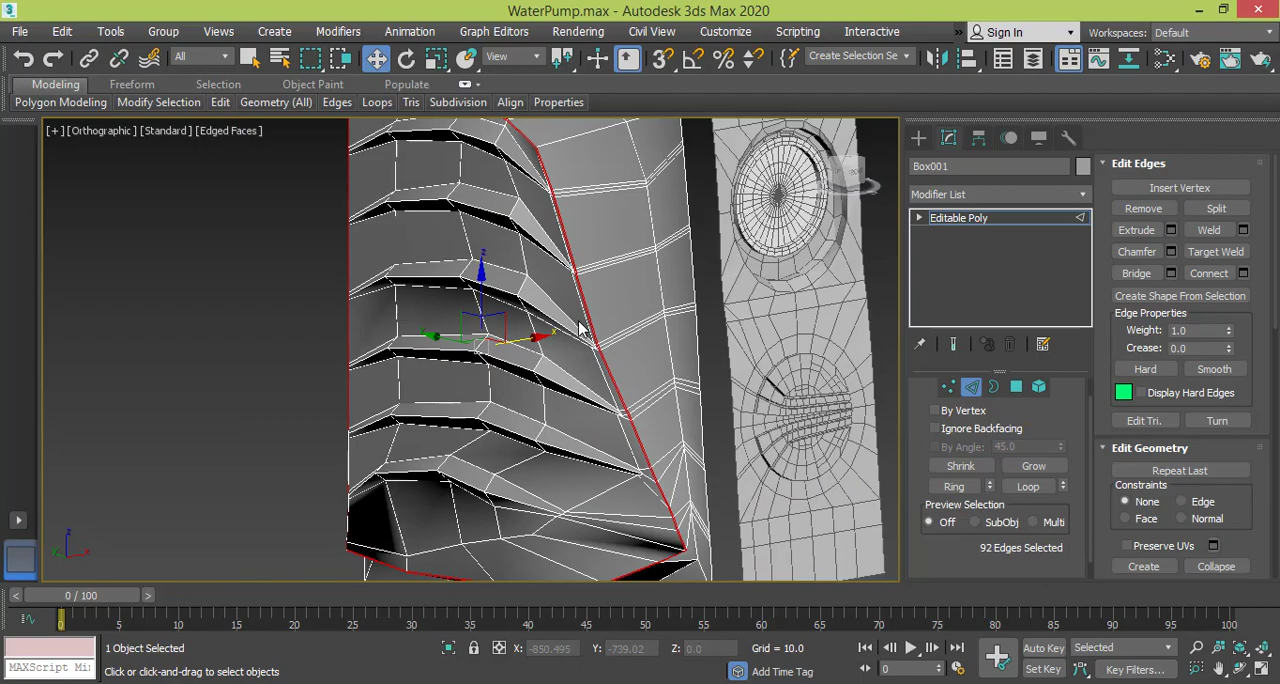 WaterPump.max - Autodesk 3ds Max 2020
File Edit Tools Group Views Create Modifiers Animation Graph Editors Rendering Civil View Customize Scripting Interactive » Sign In Workspaces: Default
All View Create Selection Se
Modeling Freeform Selection Object Paint Populate
Polygon Modeling Modify Selection Edit Geometry (All) Edges Loops Tris Subdivision Align Properties
[+] [Orthographic] [Standard] [Edged Faces]
Box001
Modifier List
Editable Poly
By Vertex
Ignore Backfacing
By Angle: 45.0
Shrink Grow
Ring Loop
Preview Selection
Off SubObj Multi
92 Edges Selected
Edit Edges
Insert Vertex
Remove Split
Extrude Weld
Chamfer Target Weld
Bridge Connect
Create Shape From Selection
Edge Properties
Weight: 1.0
Crease: 0.0
Hard Smooth
Display Hard Edges
Edit Tri. Turn
Edit Geometry
Repeat Last
Constraints
None Edge
Face Normal
Preserve UVs
Create Collapse
z
x
z
x
< 0 / 100 >
0 5 10 15 20 25 30 35 40 45 50 55 60 65 70 75 80 85 90 95 100
1 Object Selected X: -850.495 Y: -739.02 Z: 0.0 Grid = 10.0 Auto Key Selected
MAXScript Mi: Click or click-and-drag to select objects Add Time Tag 0 Set Key Key Filters...